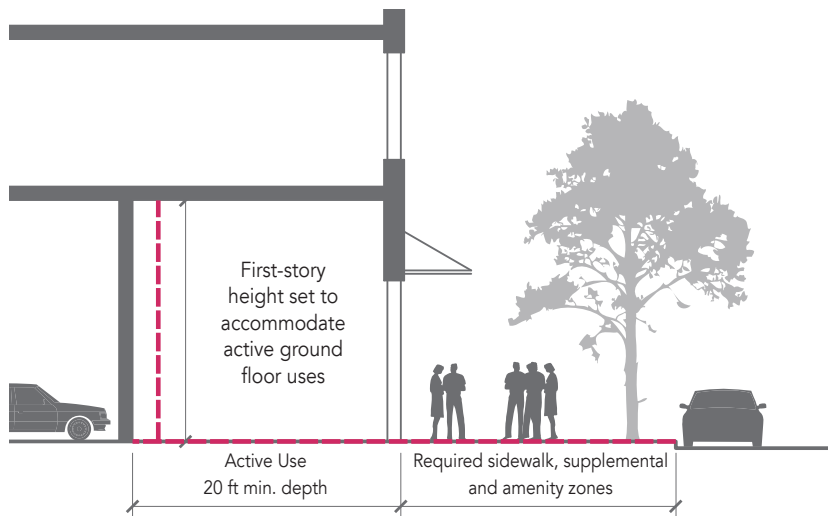 First-story
height set to
accommodate
active ground
floor uses
Active Use
20 ft min. depth
Required sidewalk, supplemental
and amenity zones